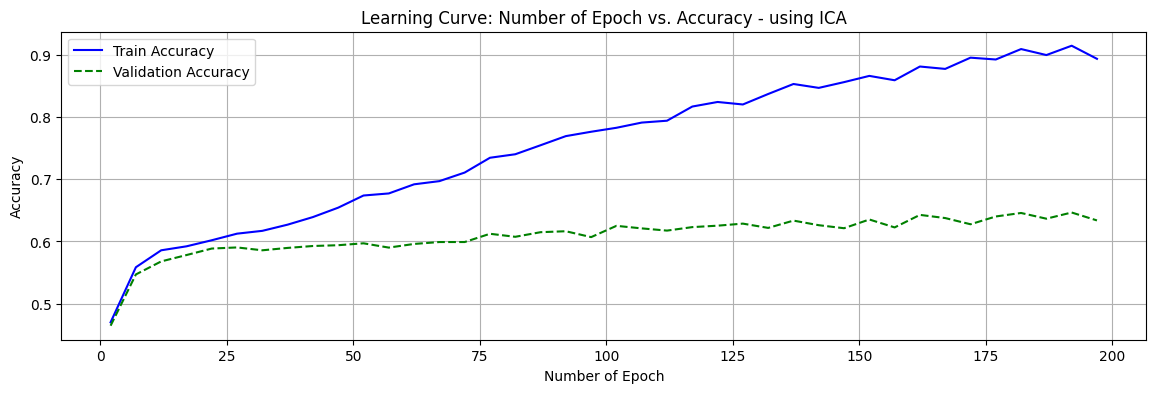 Learning Curve: Number of Epoch vs. Accuracy - using ICA
Train Accuracy
Validation Accuracy
Accuracy
0.9
0.8
0.7
0.6
0.5
0
25
50
75
100
125
150
175
200
Number of Epoch